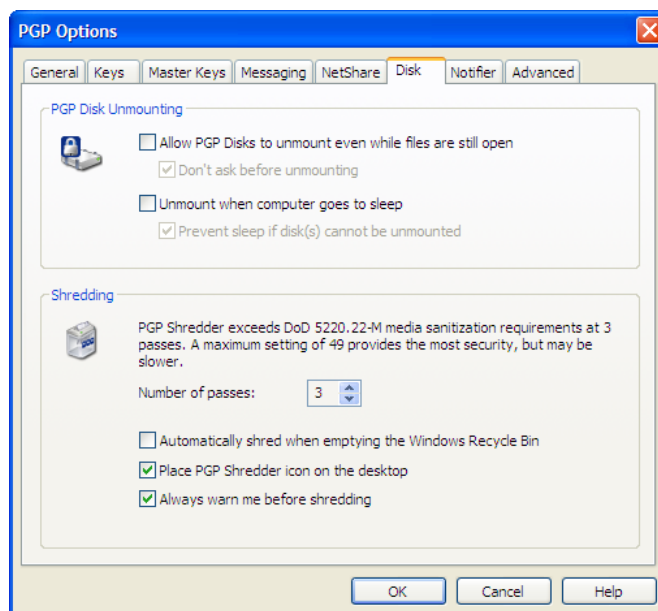 PGP Options
General Keys Master Keys Messaging NetShare Disk Notifier Advanced
PGP Disk Unmounting
Allow PGP Disks to unmount even while files are still open
Don't ask before unmounting
Unmount when computer goes to sleep
Prevent sleep if disk(s) cannot be unmounted
Shredding
PGP Shredder exceeds DoD 5220.22-M media sanitization requirements at 3
passes. A maximum setting of 49 provides the most security, but may be
slower.
Number of passes: 3
Automatically shred when emptying the Windows Recycle Bin
Place PGP Shredder icon on the desktop
Always warn me before shredding
OK Cancel Help